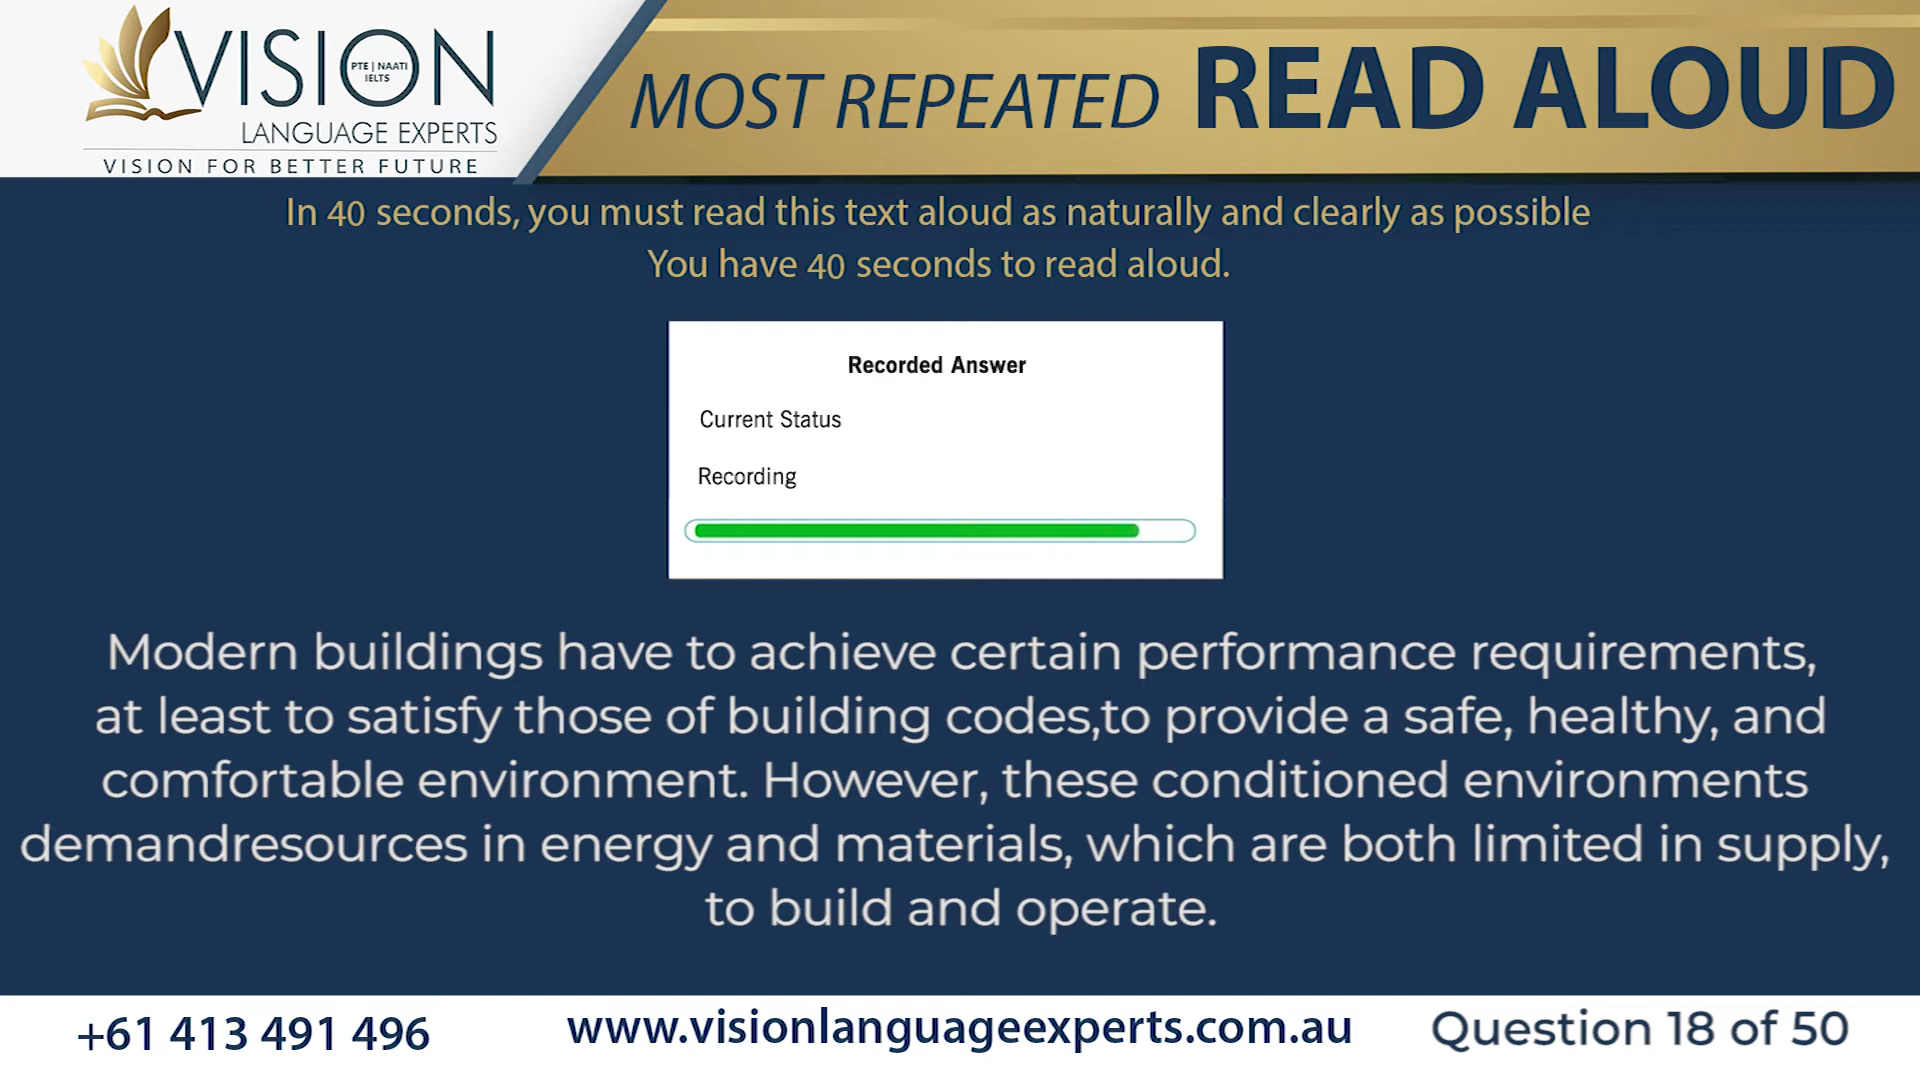 VISION
PTE | NAATI
IELTS
LANGUAGE EXPERTS
VISION FOR BETTER FUTURE
MOST REPEATED READ ALOUD
In 40 seconds, you must read this text aloud as naturally and clearly as possible
You have 40 seconds to read aloud.
Recorded Answer
Current Status
Recording
Modern buildings have to achieve certain performance requirements,
at least to satisfy those of building codes,to provide a safe, healthy, and
comfortable environment. However, these conditioned environments
demandresources in energy and materials, which are both limited in supply,
to build and operate.
+61 413 491 496
www.visionlanguageexperts.com.au
Question 18 of 50